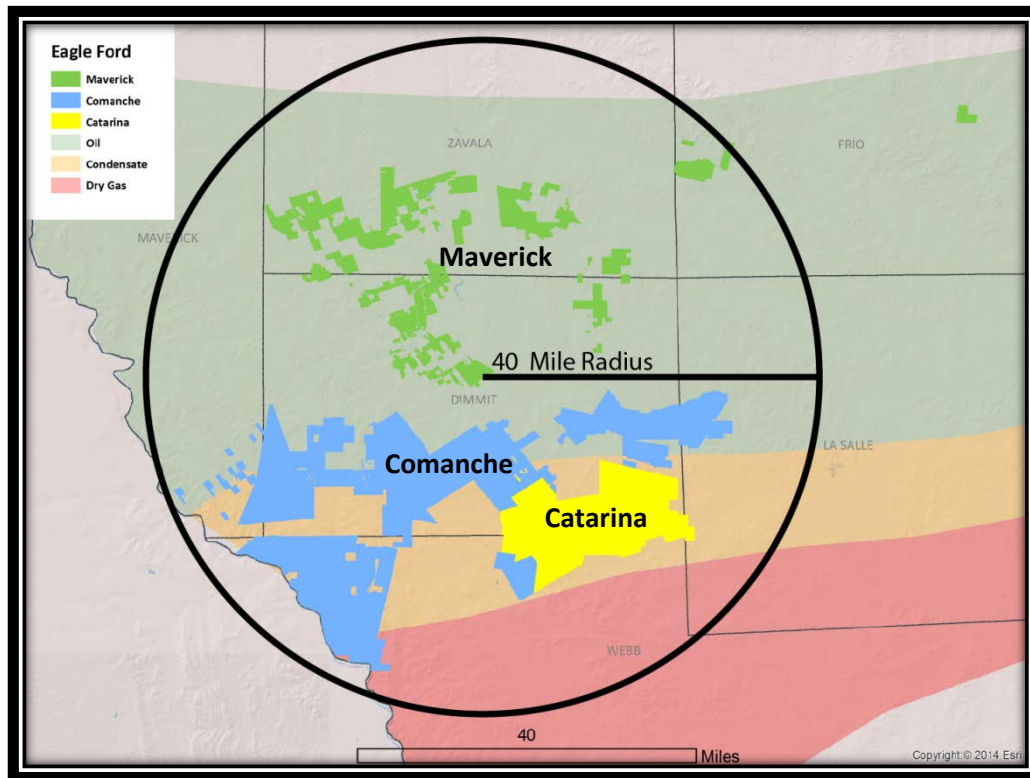 Eagle Ford
Maverick
Comanche
Catarina
Oil
Condensate
Dry Gas
ZAVALA
FRIO
MAVERICK
Maverick
40 Mile Radius
DIMMIT
LA SALLE
Comanche
Catarina
WEBB
40
Miles
Copyright:© 2014 Esri